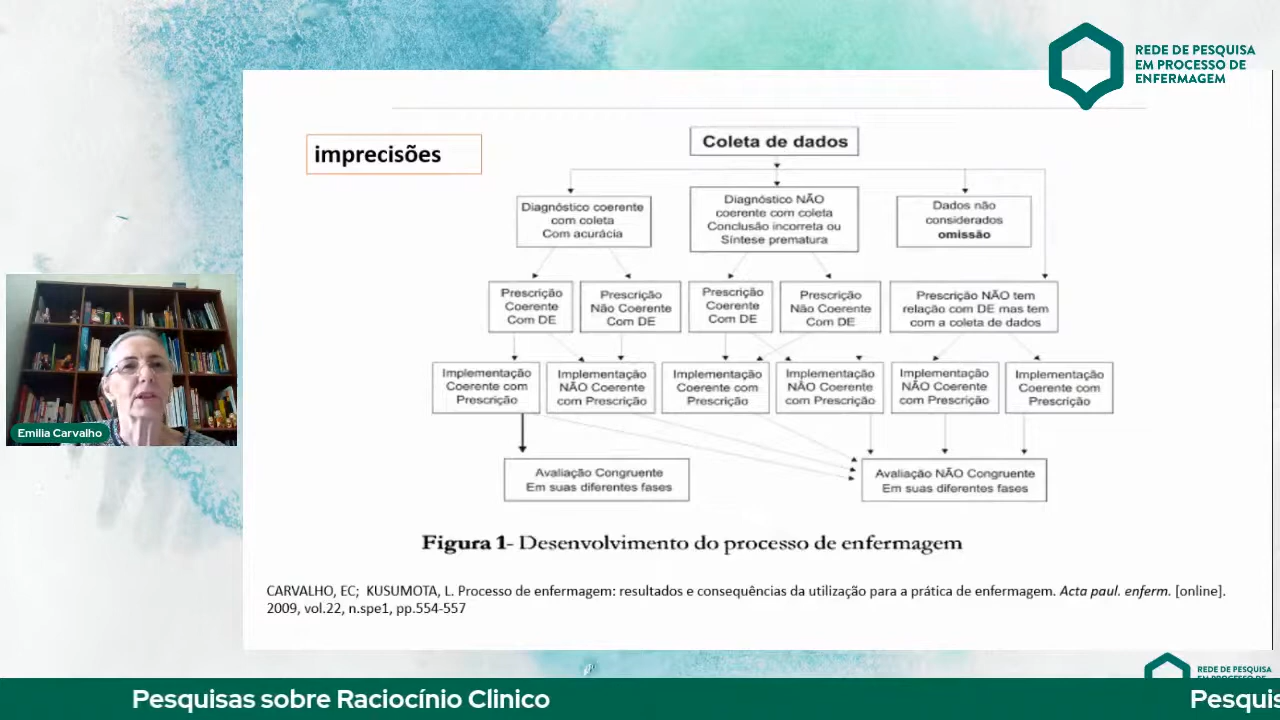 REDE DE PESQUISA
EM PROCESSO DE
ENFERMAGEM
imprecisões
Coleta de dados
Diagnóstico coerente
com coleta
Com acurácia
Diagnóstico NÃO
coerente com coleta
Conclusão incorreta ou
Síntese prematura
Dados não
considerados
omissão
Prescrição
Coerente
Com DE
Prescrição
Não Coerente
Com DE
Prescrição
Coerente
Com DE
Prescrição
Não Coerente
Com DE
Prescrição NÃO tem
relação com DE mas tem
com a coleta de dados
Implementação
Coerente com
Prescrição
Implementação
NÃO Coerente
com Prescrição
Implementação
Coerente com
Prescrição
Implementação
NÃO Coerente
com Prescrição
Implementação
NÃO Coerente
com Prescrição
Implementação
Coerente com
Prescrição
Avaliação Congruente
Em suas diferentes fases
Avaliação NÃO Congruente
Em suas diferentes fases
Figura 1- Desenvolvimento do processo de enfermagem
CARVALHO, EC; KUSUMOTA, L. Processo de enfermagem: resultados e consequências da utilização para a prática de enfermagem. Acta paul. enferm. [online].
2009, vol.22, n.spe1, pp.554-557
Emilia Carvalho
REDE DE PESQUISA
EM PROCESSO DE
Pesquisas sobre Raciocínio Clinico
Pesquis